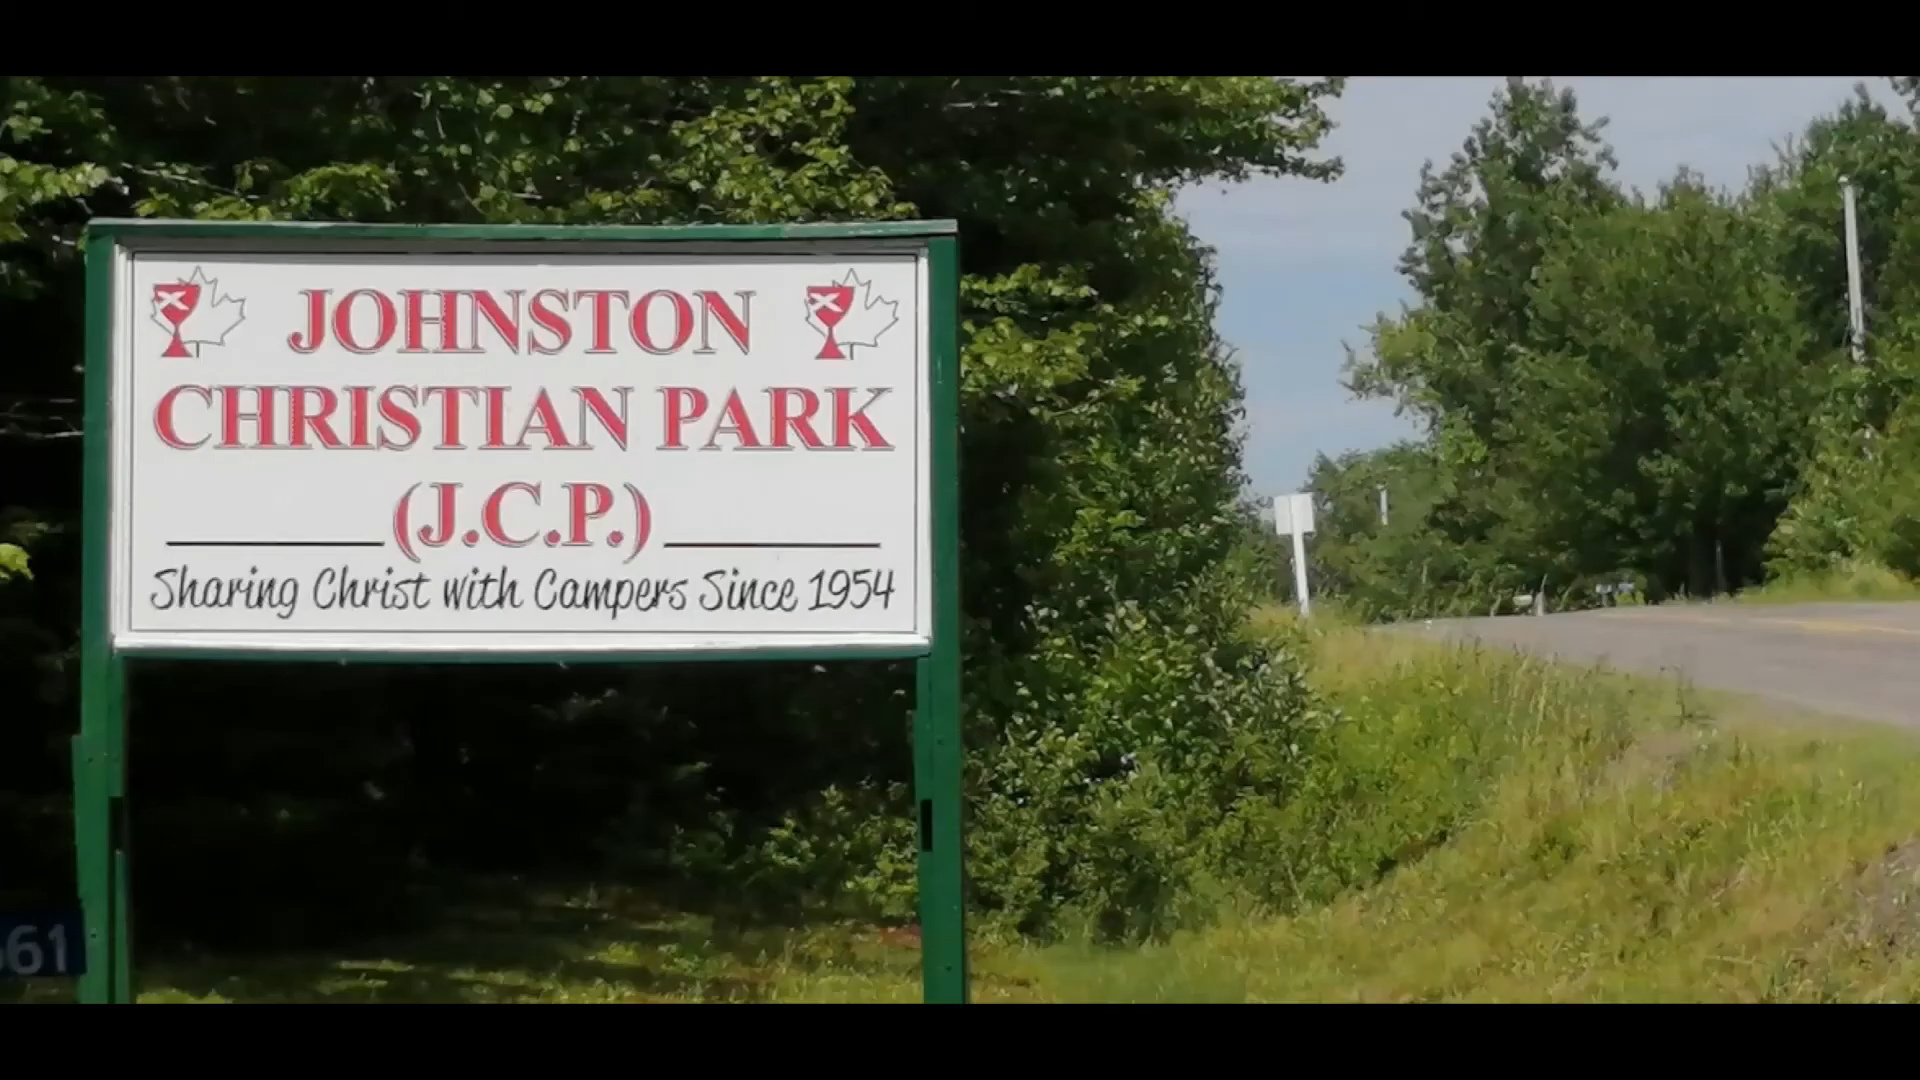 JOHNSTON
CHRISTIAN PARK
(J.C.P.)
Sharing Christ with Campers Since 1954
61